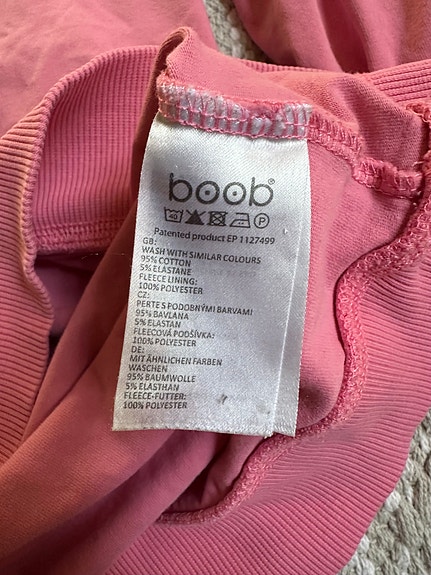 boob®
40 P
Patented product EP 1127499
GB:
WASH WITH SIMILAR COLOURS
95% COTTON
5% ELASTANE
FLEECE LINING:
100% POLYESTER
CZ:
PERTE S PODOBNÝMI BARVAMI
95% BAVLNA
5% ELASTAN
FLEECOVÁ PODŠÍVKA:
100% POLYESTER
DE:
MIT ÄHNLICHEN FARBEN
WASCHEN
95% BAUMWOLLE
5% ELASTHAN
FLEECE-FUTTER:
100% POLYESTER